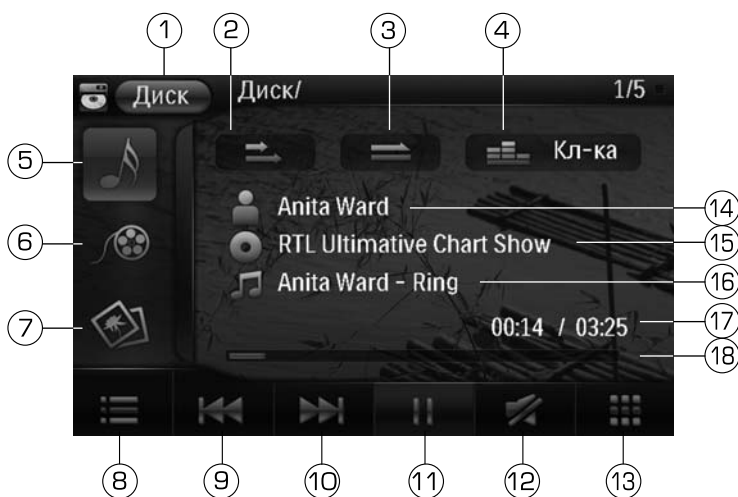 1 2 3 4
Диск Диск/ 1/5
5 Кл-ка
Anita Ward 14
6 RTL Ultimative Chart Show 15
Anita Ward - Ring 16
7 00:14 / 03:25 17
18
8 9 10 11 12 13